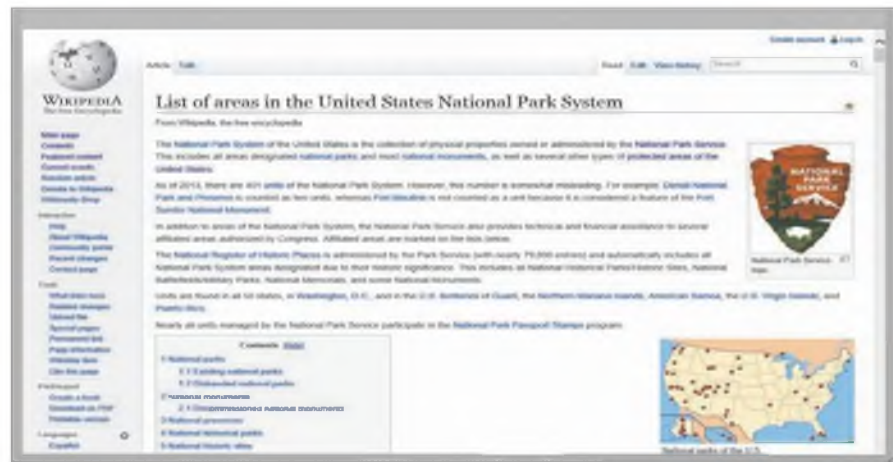 Create account Log in
Article Talk
Read Edit View history Search
WIKIPEDIA
The Free Encyclopedia
List of areas in the United States National Park System
From Wikipedia, the free encyclopedia
Main page
Contents
Featured content
Current events
Random article
Donate to Wikipedia
Wikimedia Shop
The National Park System of the United States is the collection of physical properties owned or administered by the National Park Service.
This includes all areas designated national parks and most national monuments, as well as several other types of protected areas of the
United States.
As of 2013, there are 401 units of the National Park System. However, this number is somewhat misleading. For example, Denali National
Park and Preserve is counted as two units, whereas Fort Moultrie is not counted as a unit because it is considered a feature of the Fort
Sumter National Monument.
In addition to areas of the National Park System, the National Park Service also provides technical and financial assistance to several
affiliated areas authorized by Congress. Affiliated areas are marked on the lists below.
The National Register of Historic Places is administered by the Park Service (with nearly 79,000 entries) and automatically includes all
National Park System areas designated due to their historic significance. This includes all National Historical Parks/Historic Sites, National
Battlefields/Military Parks, National Memorials, and some National Monuments.
Units are found in all 50 states, in Washington, D.C., and in the U.S. territories of Guam, the Northern Mariana Islands, American Samoa, the U.S. Virgin Islands, and
Puerto Rico.
Nearly all units managed by the National Park Service participate in the National Park Passport Stamps program.
NATIONAL
PARK
SERVICE
National Park Service
sign
Interaction
Help
About Wikipedia
Community portal
Recent changes
Contact page
Tools
What links here
Related changes
Upload file
Special pages
Permanent link
Page information
Wikidata item
Cite this page
Print/export
Create a book
Download as PDF
Printable version
Languages
Español
Contents [hide]
1 National parks
1.1 Existing national parks
1.2 Disbanded national parks
2 National monuments
2.1 Decommissioned national monuments
3 National preserves
4 National historical parks
5 National historic sites
National parks of the U.S.